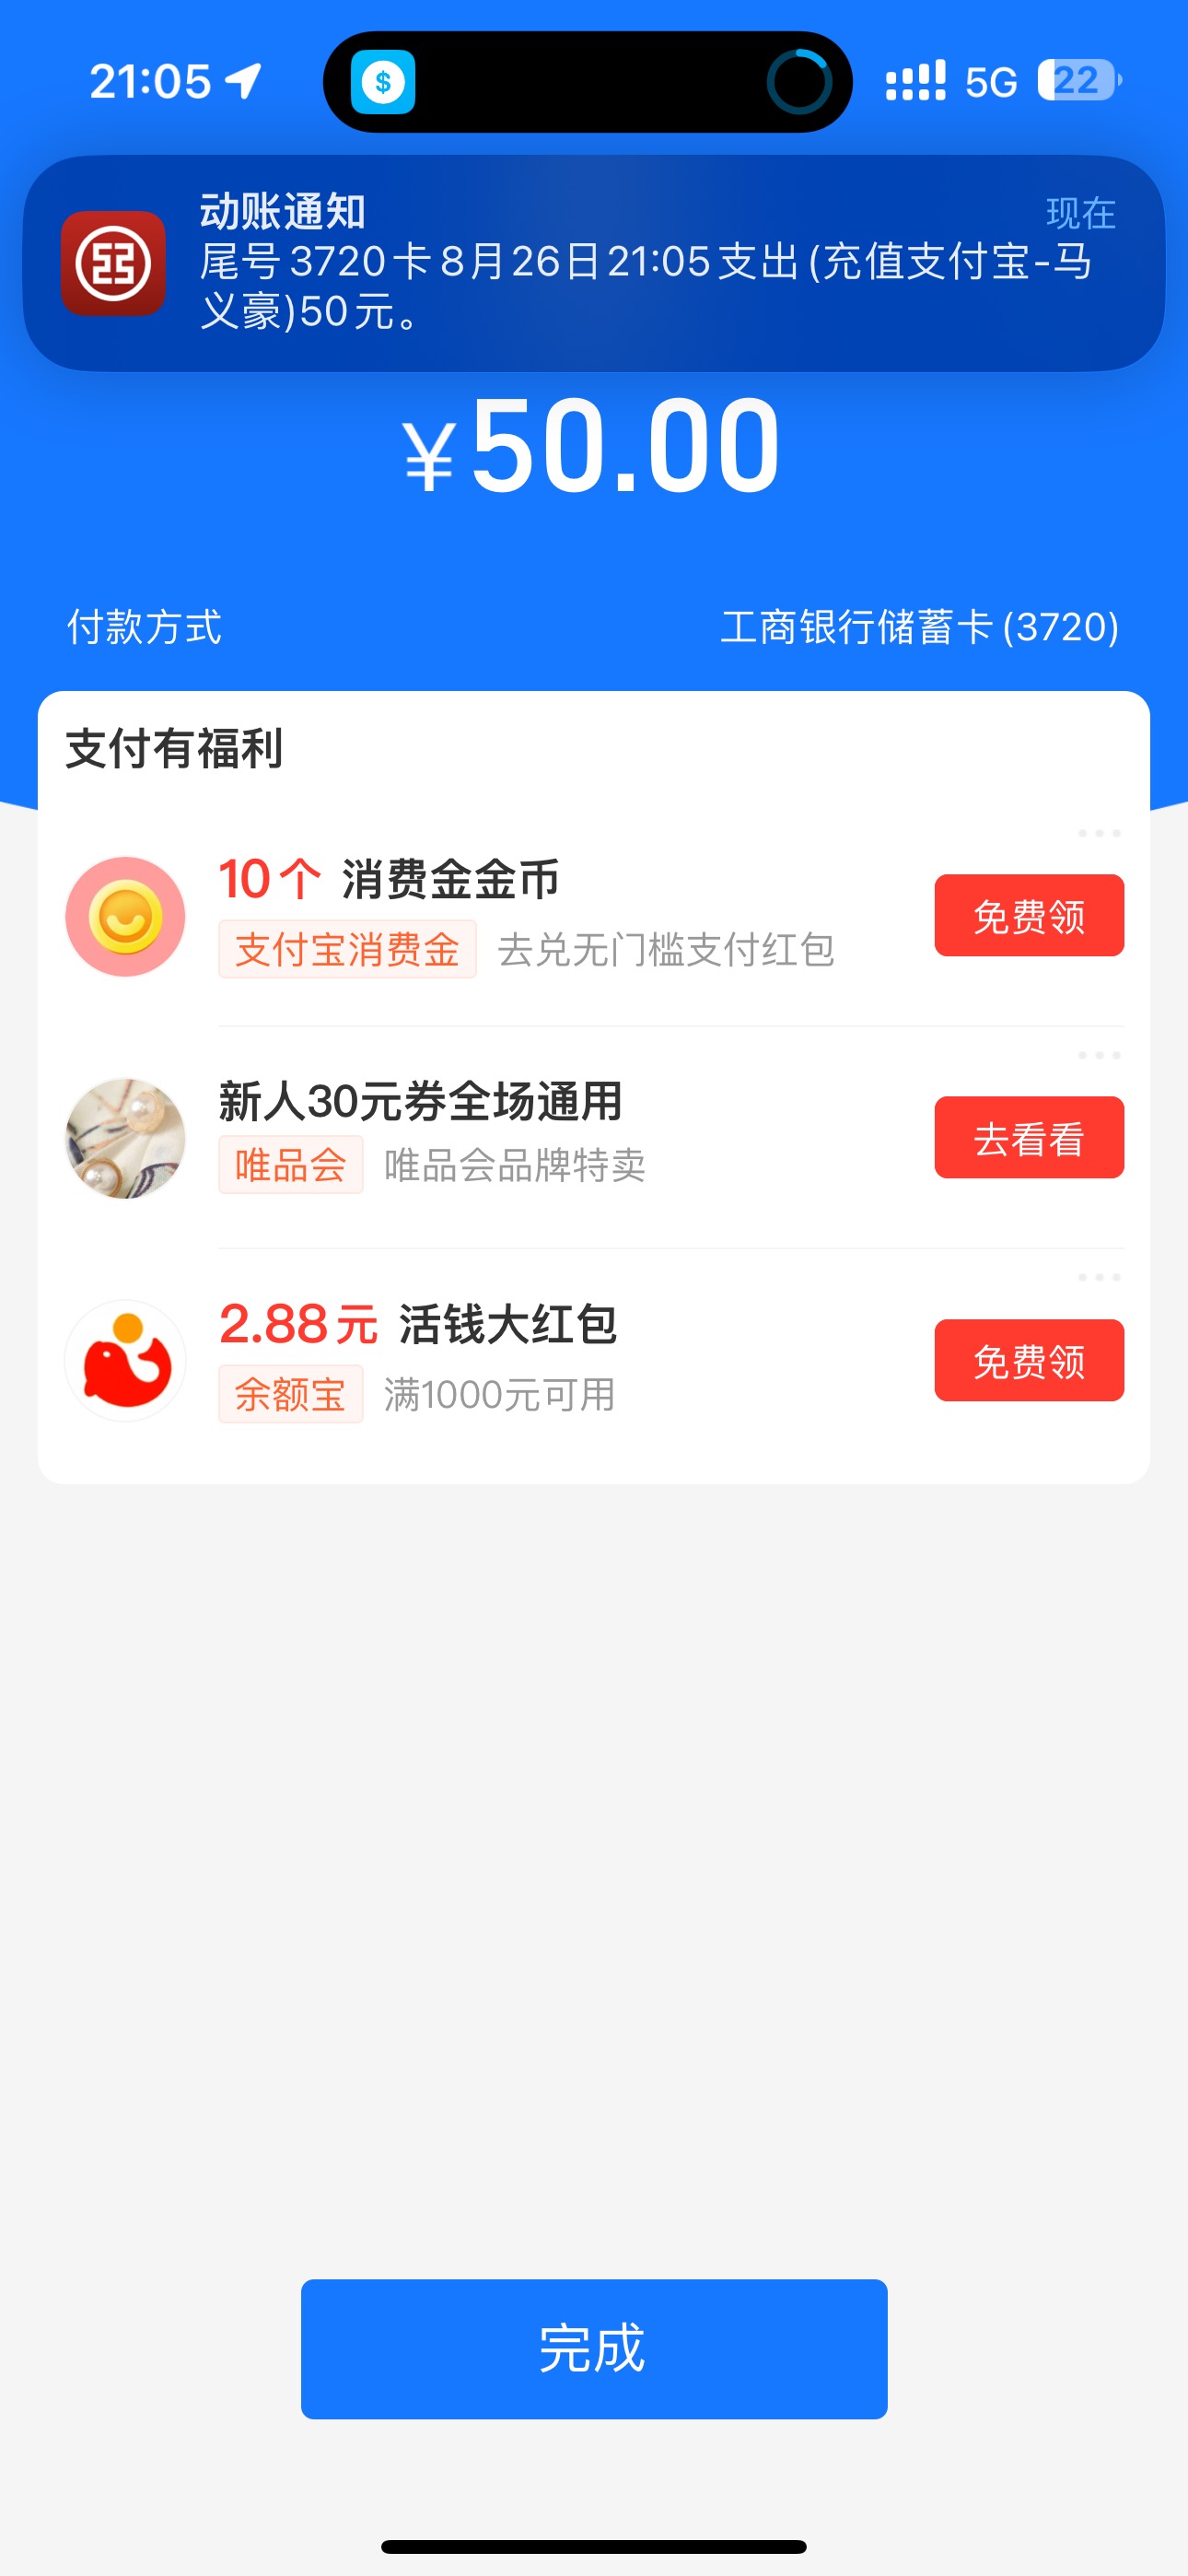 21:05
$
5G
22
动账通知
现在
尾号3720卡8月26日21:05支出(充值支付宝-马
义豪)50元。
¥50.00
付款方式
工商银行储蓄卡(3720)
支付有福利
10个 消费金金币
支付宝消费金 去兑无门槛支付红包
免费领
新人30元券全场通用
唯品会 唯品会品牌特卖
去看看
2.88元 活钱大红包
余额宝 满1000元可用
免费领
完成